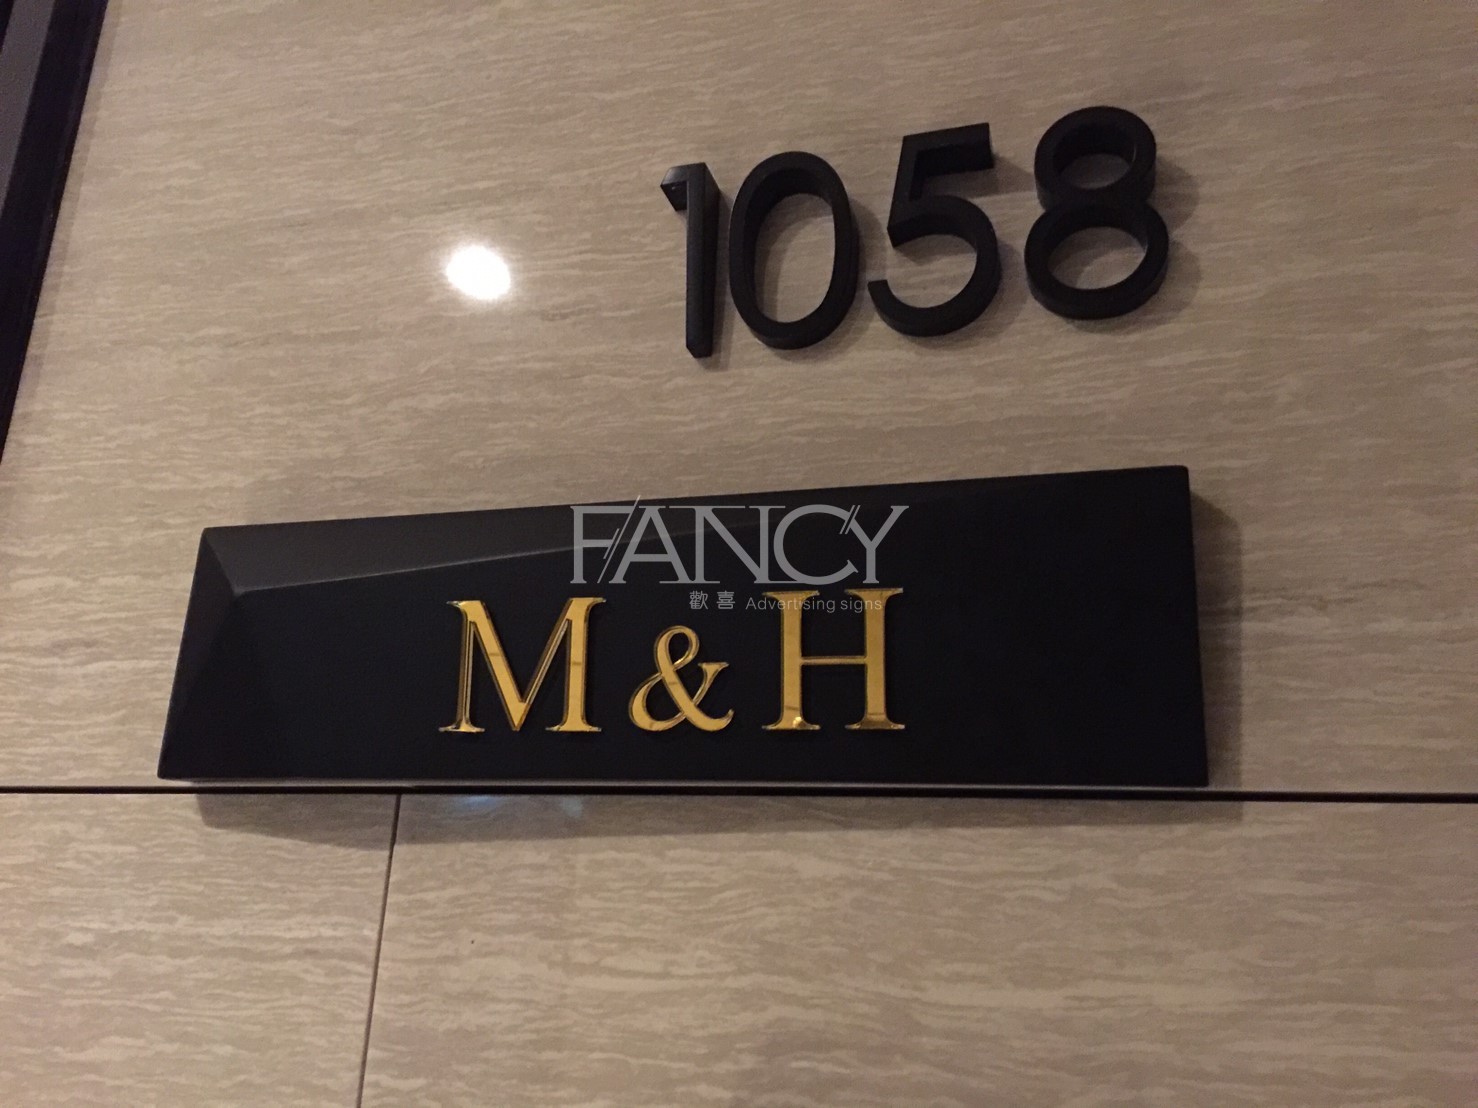 1058
FANCY
歡喜 Advertising signs
M & H